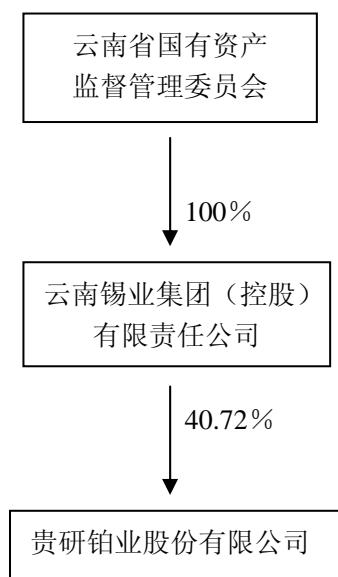 云南省国有资产
监督管理委员会
100％
云南锡业集团（控股）
有限责任公司
40.72％
贵研铂业股份有限公司